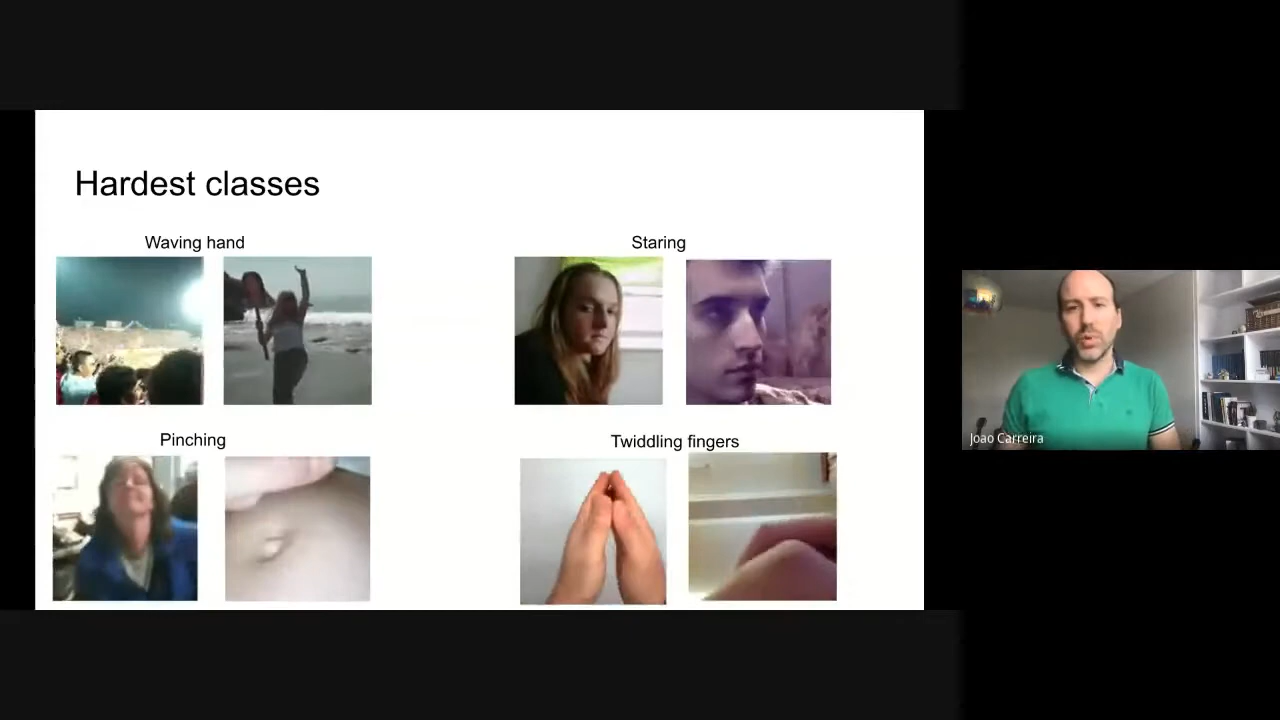 Hardest classes
Waving hand
Staring
Pinching
Twiddling fingers
Joao Carreira